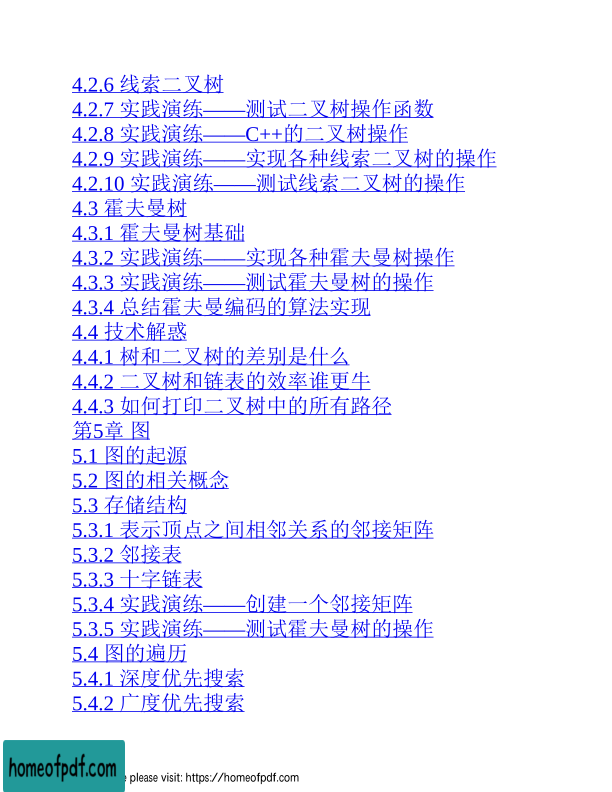 4.2.6 线索二叉树
4.2.7 实践演练——测试二叉树操作函数
4.2.8 实践演练——C++的二叉树操作
4.2.9 实践演练——实现各种线索二叉树的操作
4.2.10 实践演练——测试线索二叉树的操作
4.3 霍夫曼树
4.3.1 霍夫曼树基础
4.3.2 实践演练——实现各种霍夫曼树操作
4.3.3 实践演练——测试霍夫曼树的操作
4.3.4 总结霍夫曼编码的算法实现
4.4 技术解惑
4.4.1 树和二叉树的差别是什么
4.4.2 二叉树和链表的效率谁更牛
4.4.3 如何打印二叉树中的所有路径
第5章 图
5.1 图的起源
5.2 图的相关概念
5.3 存储结构
5.3.1 表示顶点之间相邻关系的邻接矩阵
5.3.2 邻接表
5.3.3 十字链表
5.3.4 实践演练——创建一个邻接矩阵
5.3.5 实践演练——测试霍夫曼树的操作
5.4 图的遍历
5.4.1 深度优先搜索
5.4.2 广度优先搜索
homeofpdf.com
please visit: https://homeofpdf.com